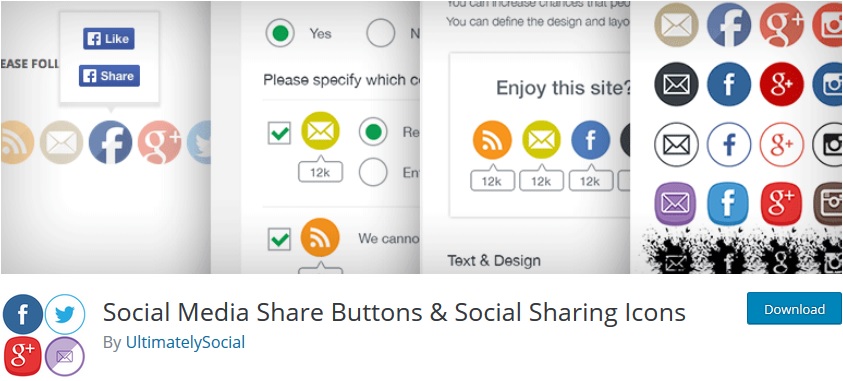 Like
Share
EASE FOLL
Yes
N
Please specify which c
12k
Re
En
We canno
You can increase chances that peo
You can define the design and layo
Enjoy this site?
12k
12k
12k
Text & Design
Social Media Share Buttons & Social Sharing Icons
By UltimatelySocial
Download